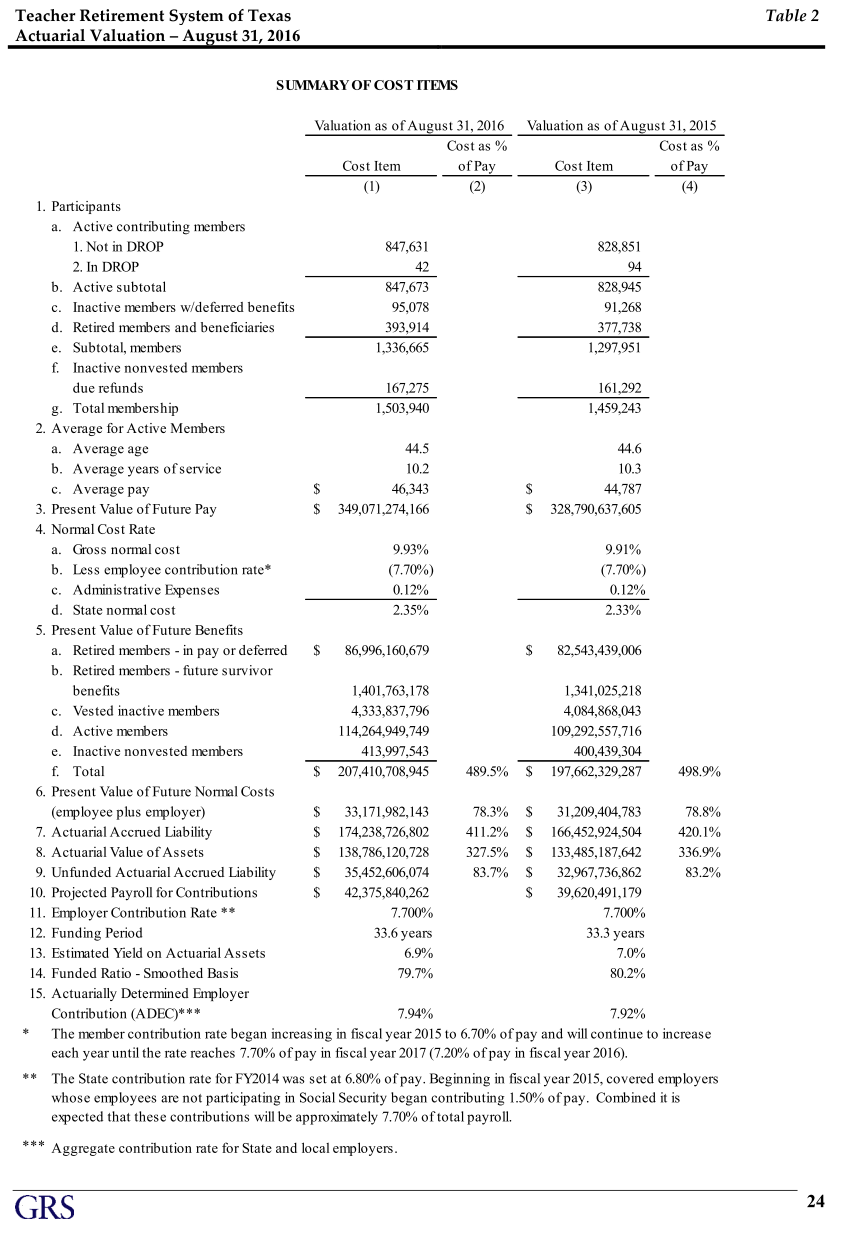 Teacher Retirement System of Texas Table 2
Actuarial Valuation – August 31, 2016
SUMMARY OF COST ITEMS
Valuation as of August 31, 2016 Valuation as of August 31, 2015
Cost as % Cost as %
Cost Item of Pay Cost Item of Pay
(1) (2) (3) (4)
1. Participants
a. Active contributing members
1. Not in DROP 847,631 828,851
2. In DROP 42 94
b. Active subtotal 847,673 828,945
c. Inactive members w/deferred benefits 95,078 91,268
d. Retired members and beneficiaries 393,914 377,738
e. Subtotal, members 1,336,665 1,297,951
f. Inactive nonvested members
due refunds 167,275 161,292
g. Total membership 1,503,940 1,459,243
2. Average for Active Members
a. Average age 44.5 44.6
b. Average years of service 10.2 10.3
c. Average pay $ 46,343 $ 44,787
3. Present Value of Future Pay $ 349,071,274,166 $ 328,790,637,605
4. Normal Cost Rate
a. Gross normal cost 9.93% 9.91%
b. Less employee contribution rate* (7.70%) (7.70%)
c. Administrative Expenses 0.12% 0.12%
d. State normal cost 2.35% 2.33%
5. Present Value of Future Benefits
a. Retired members - in pay or deferred $ 86,996,160,679 $ 82,543,439,006
b. Retired members - future survivor
benefits 1,401,763,178 1,341,025,218
c. Vested inactive members 4,333,837,796 4,084,868,043
d. Active members 114,264,949,749 109,292,557,716
e. Inactive nonvested members 413,997,543 400,439,304
f. Total $ 207,410,708,945 489.5% $ 197,662,329,287 498.9%
6. Present Value of Future Normal Costs
(employee plus employer) $ 33,171,982,143 78.3% $ 31,209,404,783 78.8%
7. Actuarial Accrued Liability $ 174,238,726,802 411.2% $ 166,452,924,504 420.1%
8. Actuarial Value of Assets $ 138,786,120,728 327.5% $ 133,485,187,642 336.9%
9. Unfunded Actuarial Accrued Liability $ 35,452,606,074 83.7% $ 32,967,736,862 83.2%
10. Projected Payroll for Contributions $ 42,375,840,262 $ 39,620,491,179
11. Employer Contribution Rate ** 7.700% 7.700%
12. Funding Period 33.6 years 33.3 years
13. Estimated Yield on Actuarial Assets 6.9% 7.0%
14. Funded Ratio - Smoothed Basis 79.7% 80.2%
15. Actuarially Determined Employer
Contribution (ADEC)*** 7.94% 7.92%
* The member contribution rate began increasing in fiscal year 2015 to 6.70% of pay and will continue to increase
each year until the rate reaches 7.70% of pay in fiscal year 2017 (7.20% of pay in fiscal year 2016).
** The State contribution rate for FY2014 was set at 6.80% of pay. Beginning in fiscal year 2015, covered employers
whose employees are not participating in Social Security began contributing 1.50% of pay. Combined it is
expected that these contributions will be approximately 7.70% of total payroll.
*** Aggregate contribution rate for State and local employers.
GRS 24